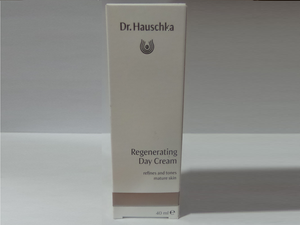 Dr. Hauschka
Regenerating
Day Cream
refines and tones
mature skin
40 ml e